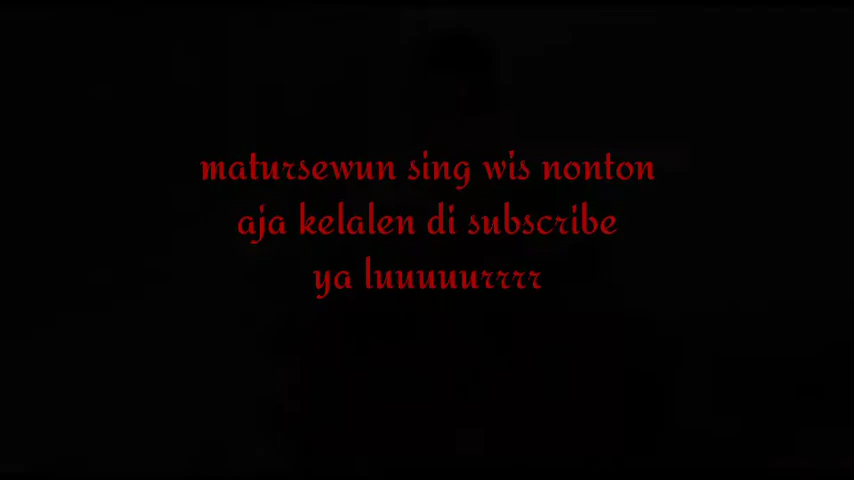 matursewun sing wis nonton
aja kelalen di subscribe
ya luuuuurrrr